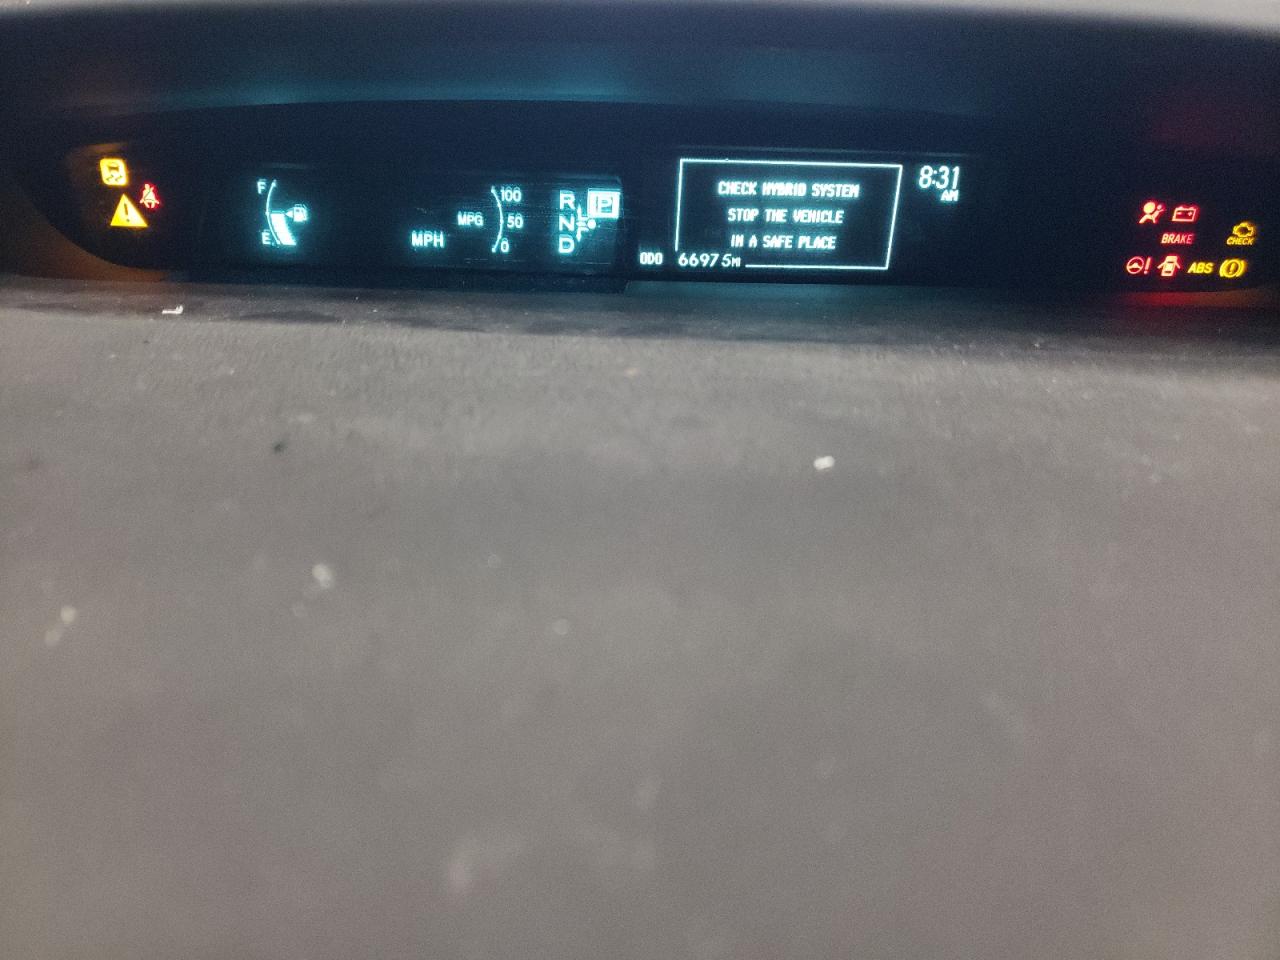 F
E
MPH
MPG
100
50
0
R
N
D
P
CHECK HYBRID SYSTEM
STOP THE VEHICLE
IN A SAFE PLACE
ODO 66975MI
8:31
AM
BRAKE
CHECK
! ABS